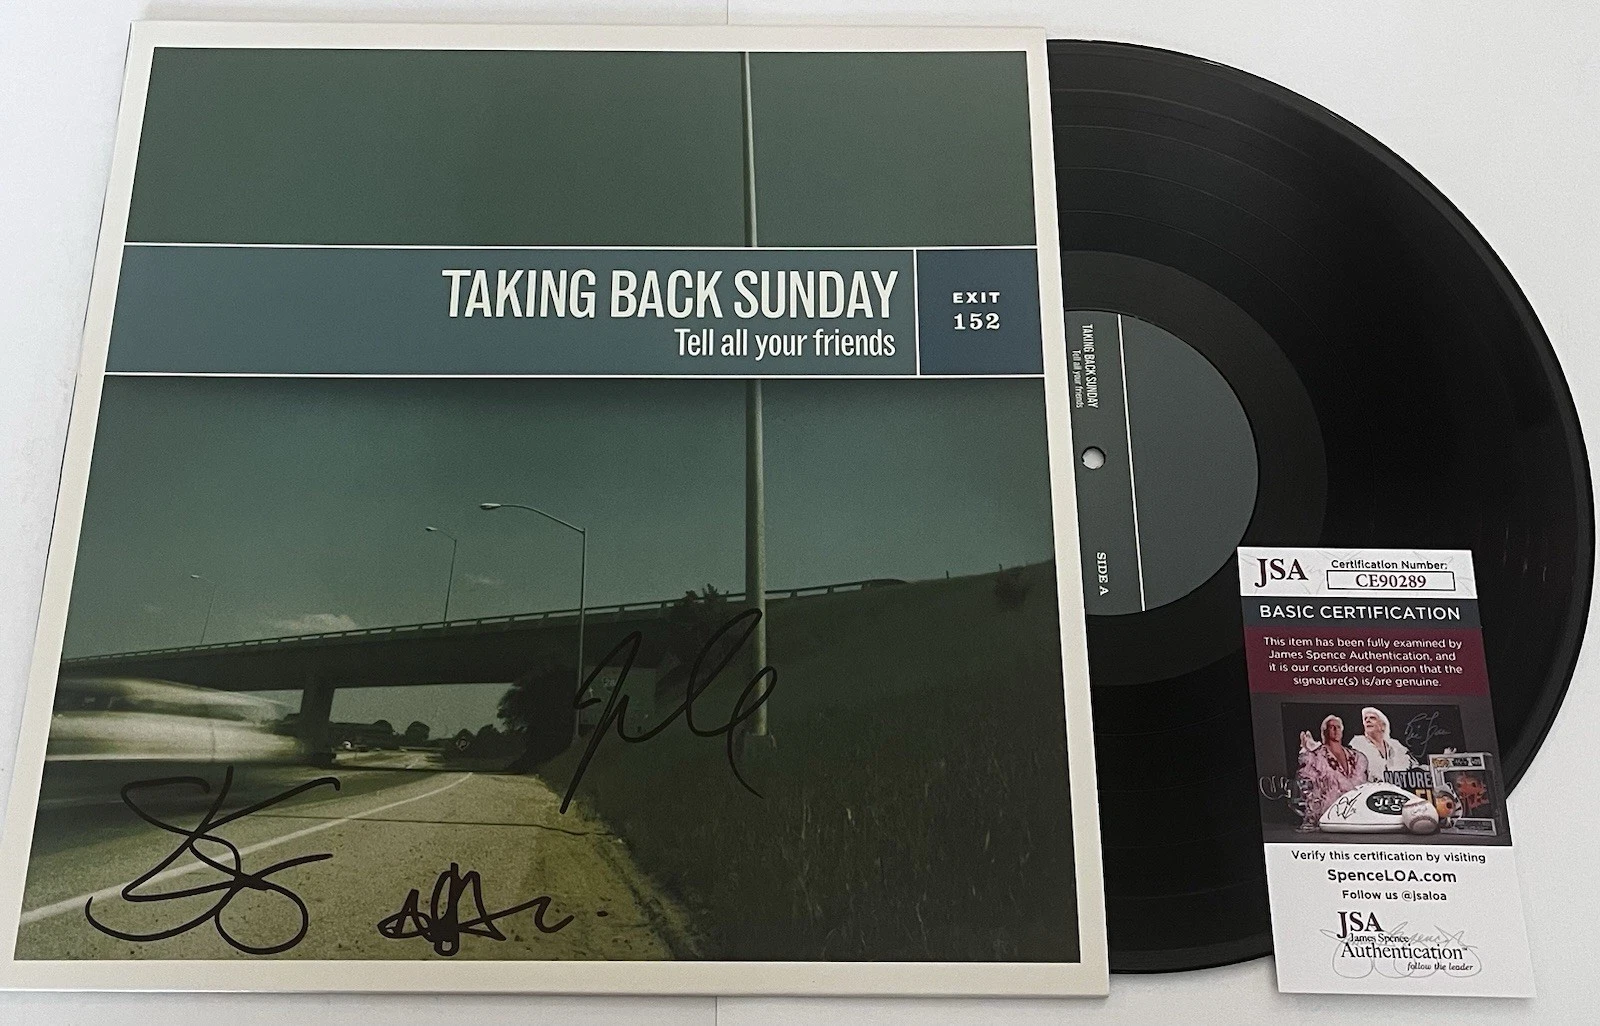 TAKING BACK SUNDAY
Tell all your friends
EXIT
152
TAKING BACK SUNDAY
Tell all your friends
SIDE A
JSA
Certification Number:
CE90289
BASIC CERTIFICATION
This item has been fully examined by
James Spence Authentication, and
it is our considered opinion that the
signature(s) is/are genuine.
NATURE
JETS
Verify this certification by visiting
SpenceLOA.com
Follow us @jsaloa
JSA
James Spence
Authentication™
follow the leader